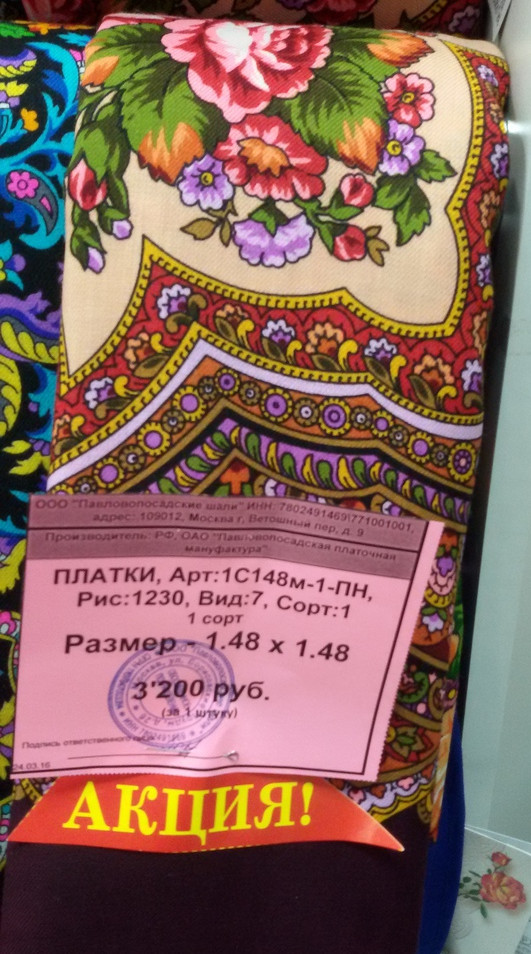 ООО "Павловопосадские шали" ИНН: 7802491469\771001001,
адрес: 109012, Москва г, Ветошный пер, д. 9
Производитель: РФ, ОАО "Павловопосадская платочная
мануфактура"
ПЛАТКИ, Арт:1С148м-1-ПН,
Рис:1230, Вид:7, Сорт:1
1 сорт
Размер - 1.48 x 1.48
3'200 руб.
(за 1 штуку)
Подпись ответственного лица
24.03.16
АКЦИЯ!